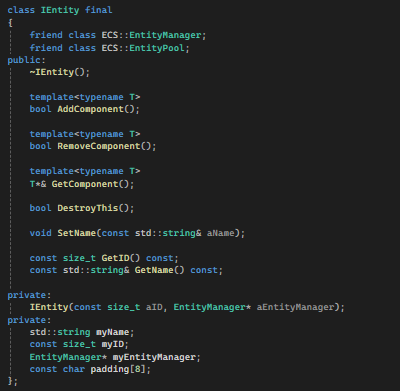 class IEntity final
{
friend class ECS::EntityManager;
friend class ECS::EntityPool;
public:
~IEntity();
template<typename T>
bool AddComponent();
template<typename T>
bool RemoveComponent();
template<typename T>
T*& GetComponent();
bool DestroyThis();
void SetName(const std::string& aName);
const size_t GetID() const;
const std::string& GetName() const;
private:
IEntity(const size_t aID, EntityManager* aEntityManager);
private:
std::string myName;
const size_t myID;
EntityManager* myEntityManager;
const char padding[8];
};